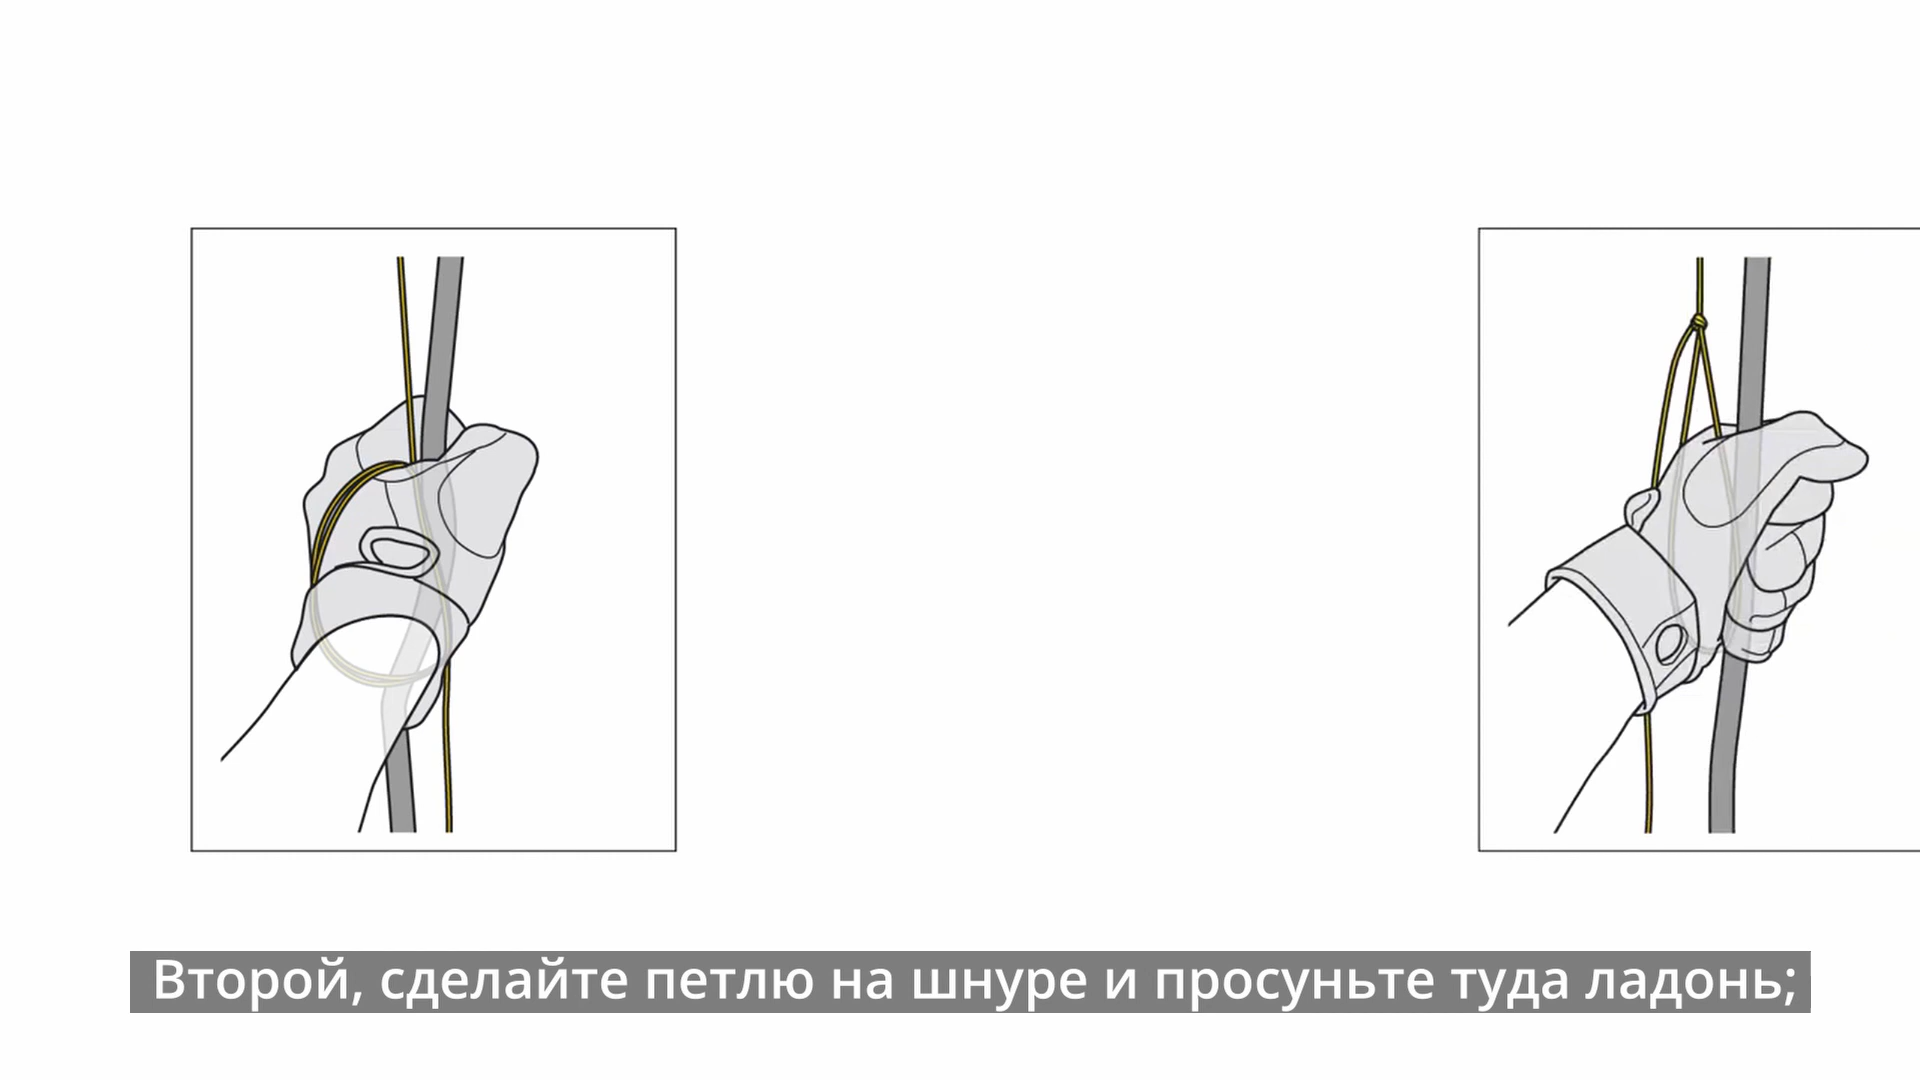 Второй, сделайте петлю на шнуре и просуньте туда ладонь;